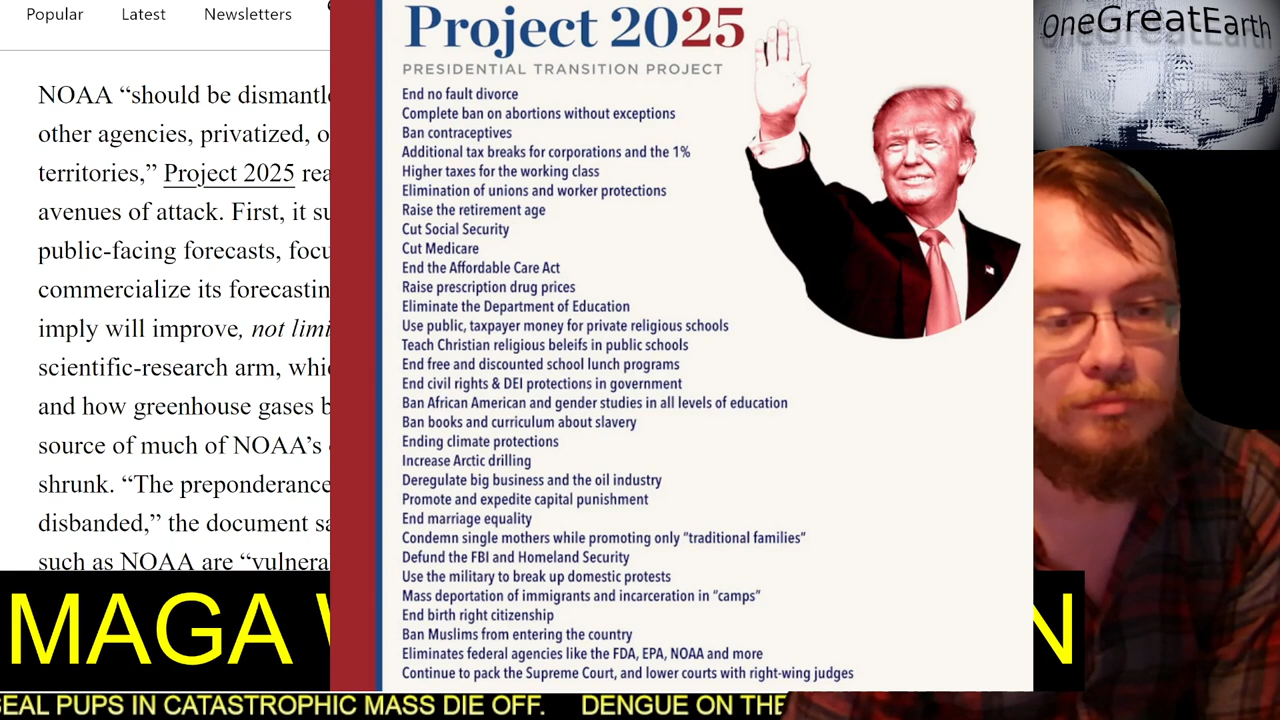 Popular Latest Newsletters
NOAA “should be dismantl
other agencies, privatized, o
territories,” Project 2025 rea
avenues of attack. First, it su
public-facing forecasts, focu
commercialize its forecastin
imply will improve, not limi
scientific-research arm, whi
and how greenhouse gases b
source of much of NOAA’s
shrunk. “The preponderance
disbanded,” the document sa
such as NOAA are “vulnera
Project 2025
PRESIDENTIAL TRANSITION PROJECT
End no fault divorce
Complete ban on abortions without exceptions
Ban contraceptives
Additional tax breaks for corporations and the 1%
Higher taxes for the working class
Elimination of unions and worker protections
Raise the retirement age
Cut Social Security
Cut Medicare
End the Affordable Care Act
Raise prescription drug prices
Eliminate the Department of Education
Use public, taxpayer money for private religious schools
Teach Christian religious beleifs in public schools
End free and discounted school lunch programs
End civil rights & DEI protections in government
Ban African American and gender studies in all levels of education
Ban books and curriculum about slavery
Ending climate protections
Increase Arctic drilling
Deregulate big business and the oil industry
Promote and expedite capital punishment
End marriage equality
Condemn single mothers while promoting only “traditional families”
Defund the FBI and Homeland Security
Use the military to break up domestic protests
Mass deportation of immigrants and incarceration in “camps”
End birth right citizenship
Ban Muslims from entering the country
Eliminates federal agencies like the FDA, EPA, NOAA and more
Continue to pack the Supreme Court, and lower courts with right-wing judges
OneGreatEarth
MAGA
N
SEAL PUPS IN CATASTROPHIC MASS DIE OFF. DENGUE ON THE